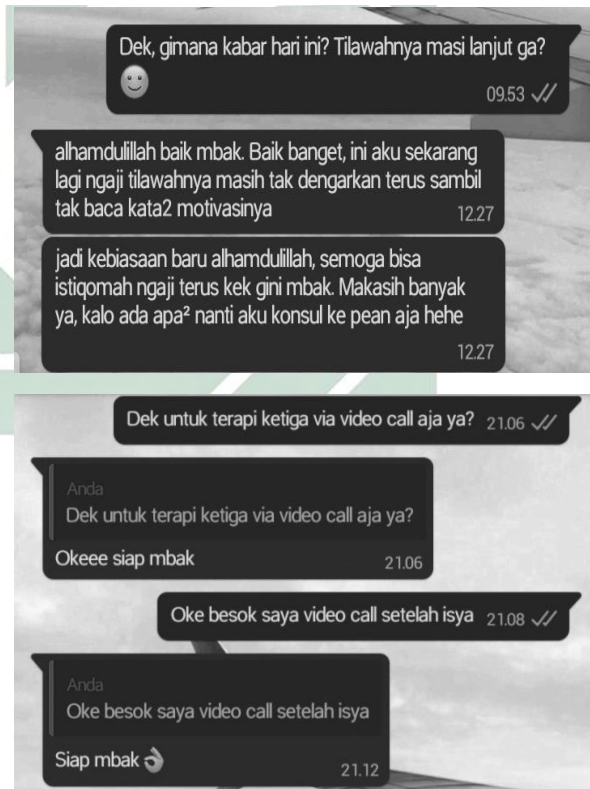 Dek, gimana kabar hari ini? Tilawahnya masi lanjut ga?
🙂
09.53
alhamdulillah baik mbak. Baik banget, ini aku sekarang
lagi ngaji tilawahnya masih tak dengarkan terus sambil
tak baca kata2 motivasinya
12.27
jadi kebiasaan baru alhamdulillah, semoga bisa
istiqomah ngaji terus kek gini mbak. Makasih banyak
ya, kalo ada apa² nanti aku konsul ke pean aja hehe
12.27
Dek untuk terapi ketiga via video call aja ya? 21.06
Anda
Dek untuk terapi ketiga via video call aja ya?
Okeee siap mbak
21.06
Oke besok saya video call setelah isya 21.08
Anda
Oke besok saya video call setelah isya
Siap mbak👌
21.12